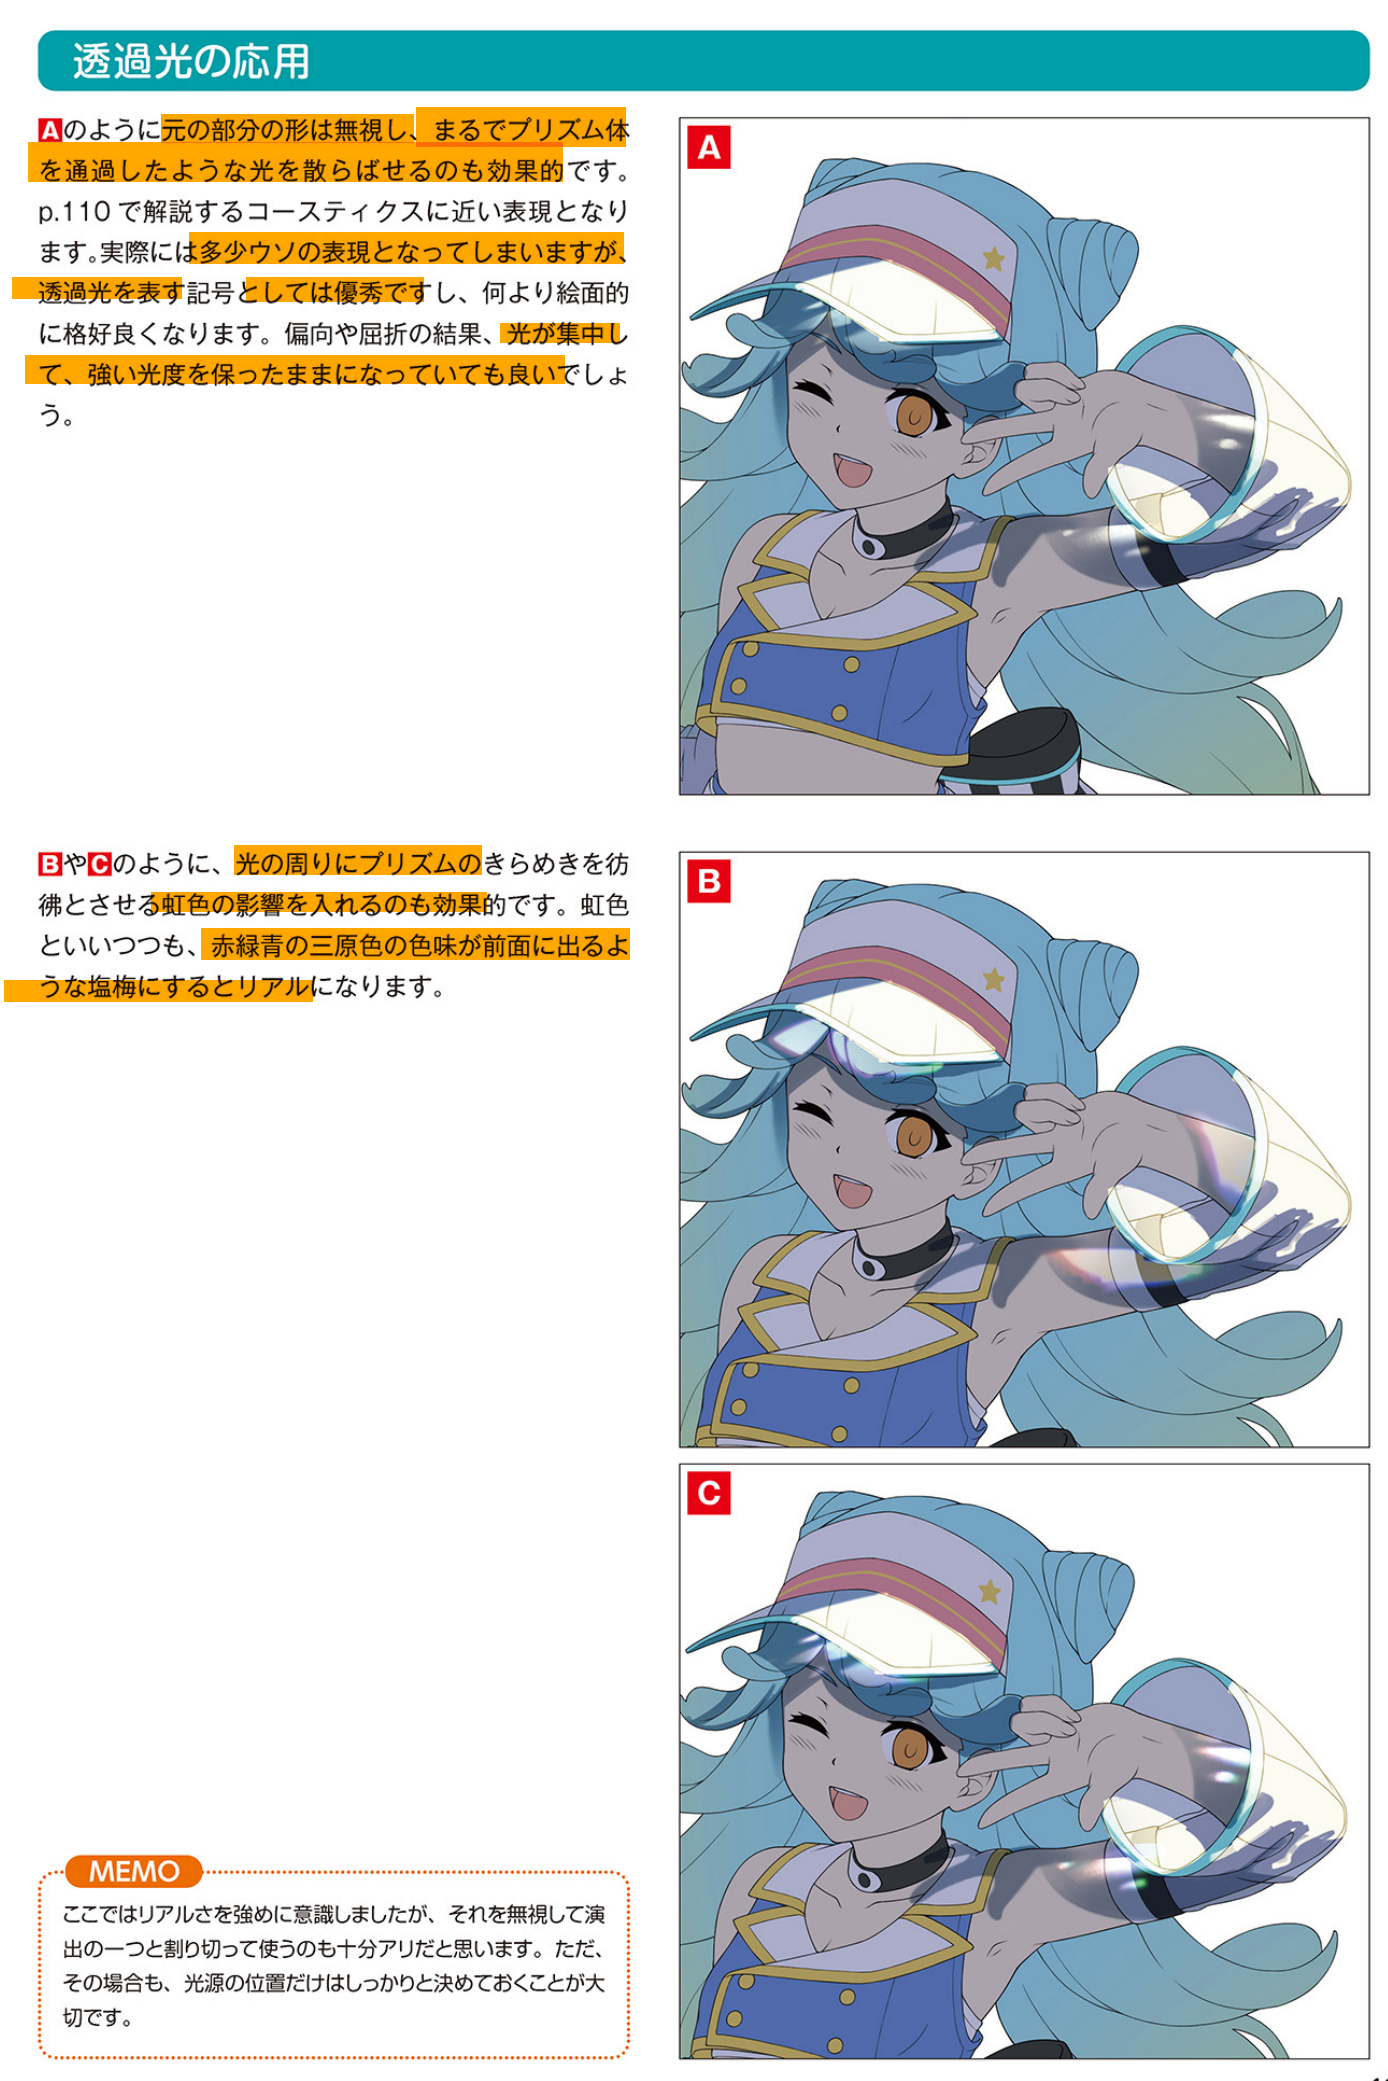 透過光の応用
Aのように元の部分の形は無視し、まるでプリズム体
を通過したような光を散らばせるのも効果的です。
p.110で解説するコースティクスに近い表現となり
ます。実際には多少ウソの表現となってしまいますが、
透過光を表す記号としては優秀ですし、何より絵面的
に格好良くなります。偏向や屈折の結果、光が集中し
て、強い光度を保ったままになっていても良いでしょ
う。
A
BやCのように、光の周りにプリズムのきらめきを彷
彿とさせる虹色の影響を入れるのも効果的です。虹色
といいつつも、赤緑青の三原色の色味が前面に出るよ
うな塩梅にするとリアルになります。
B
C
MEMO
ここではリアルさを強めに意識しましたが、それを無視して演
出の一つと割り切って使うのも十分アリだと思います。ただ、
その場合も、光源の位置だけはしっかりと決めておくことが大
切です。